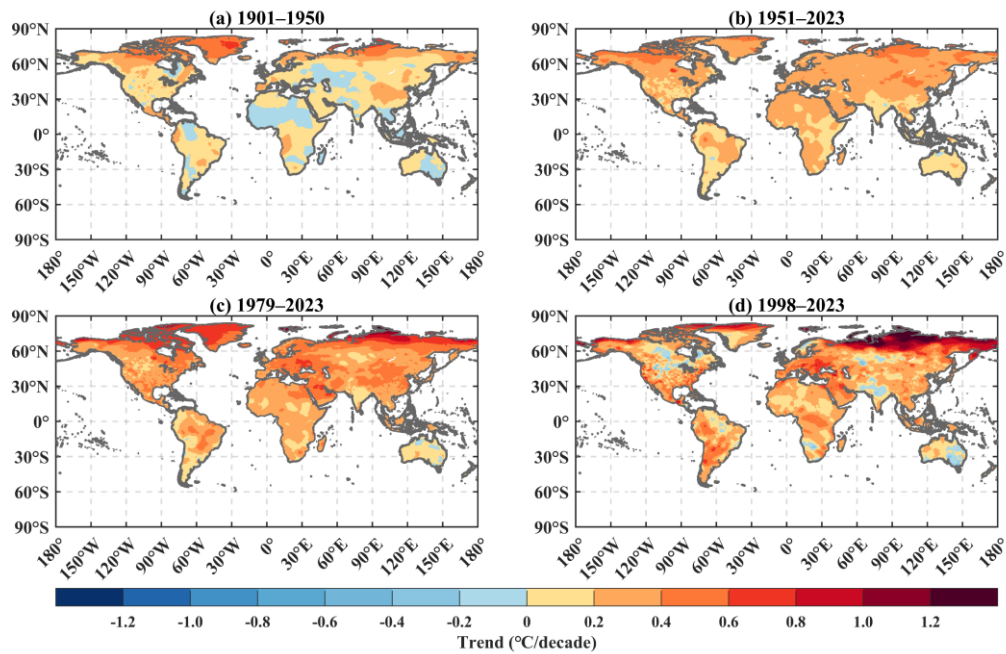 (a) 1901–1950
90°N
60°N
30°N
0°
30°S
60°S
90°S
180° 150°W 120°W 90°W 60°W 30°W 0° 30°E 60°E 90°E 120°E 150°E 180°
(b) 1951–2023
90°N
60°N
30°N
0°
30°S
60°S
90°S
180° 150°W 120°W 90°W 60°W 30°W 0° 30°E 60°E 90°E 120°E 150°E 180°
(c) 1979–2023
90°N
60°N
30°N
0°
30°S
60°S
90°S
180° 150°W 120°W 90°W 60°W 30°W 0° 30°E 60°E 90°E 120°E 150°E 180°
(d) 1998–2023
90°N
60°N
30°N
0°
30°S
60°S
90°S
180° 150°W 120°W 90°W 60°W 30°W 0° 30°E 60°E 90°E 120°E 150°E 180°
-1.2 -1.0 -0.8 -0.6 -0.4 -0.2 0 0.2 0.4 0.6 0.8 1.0 1.2
Trend (°C/decade)